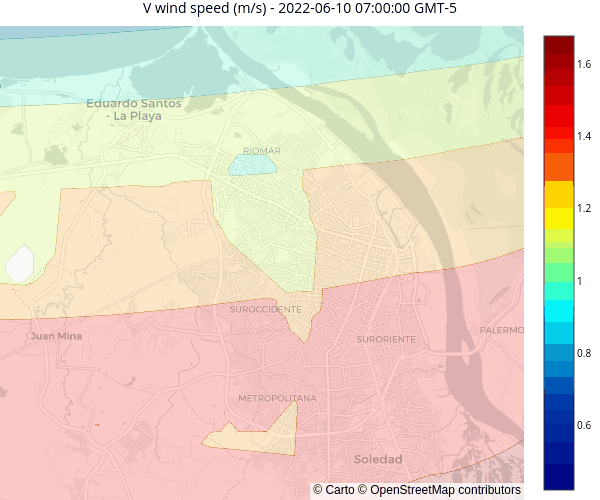 V wind speed (m/s) - 2022-06-10 07:00:00 GMT-5
Eduardo Santos
- La Playa
RIOMAR
SUROCCIDENTE
Juan Mina
SURORIENTE
PALERMO
METROPOLITANA
Soledad
© Carto © OpenStreetMap contributors
1.6
1.4
1.2
1
0.8
0.6